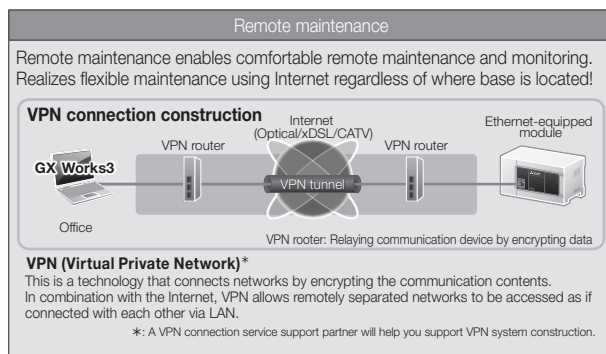 Remote maintenance
Remote maintenance enables comfortable remote maintenance and monitoring.
Realizes flexible maintenance using Internet regardless of where base is located!
VPN connection construction
Internet
(Optical/xDSL/CATV)
Ethernet-equipped
module
VPN router
VPN router
GX Works3
VPN tunnel
Office
VPN router: Relaying communication device by encrypting data
VPN (Virtual Private Network)*
This is a technology that connects networks by encrypting the communication contents.
In combination with the Internet, VPN allows remotely separated networks to be accessed as if
connected with each other via LAN.
*: A VPN connection service support partner will help you support VPN system construction.